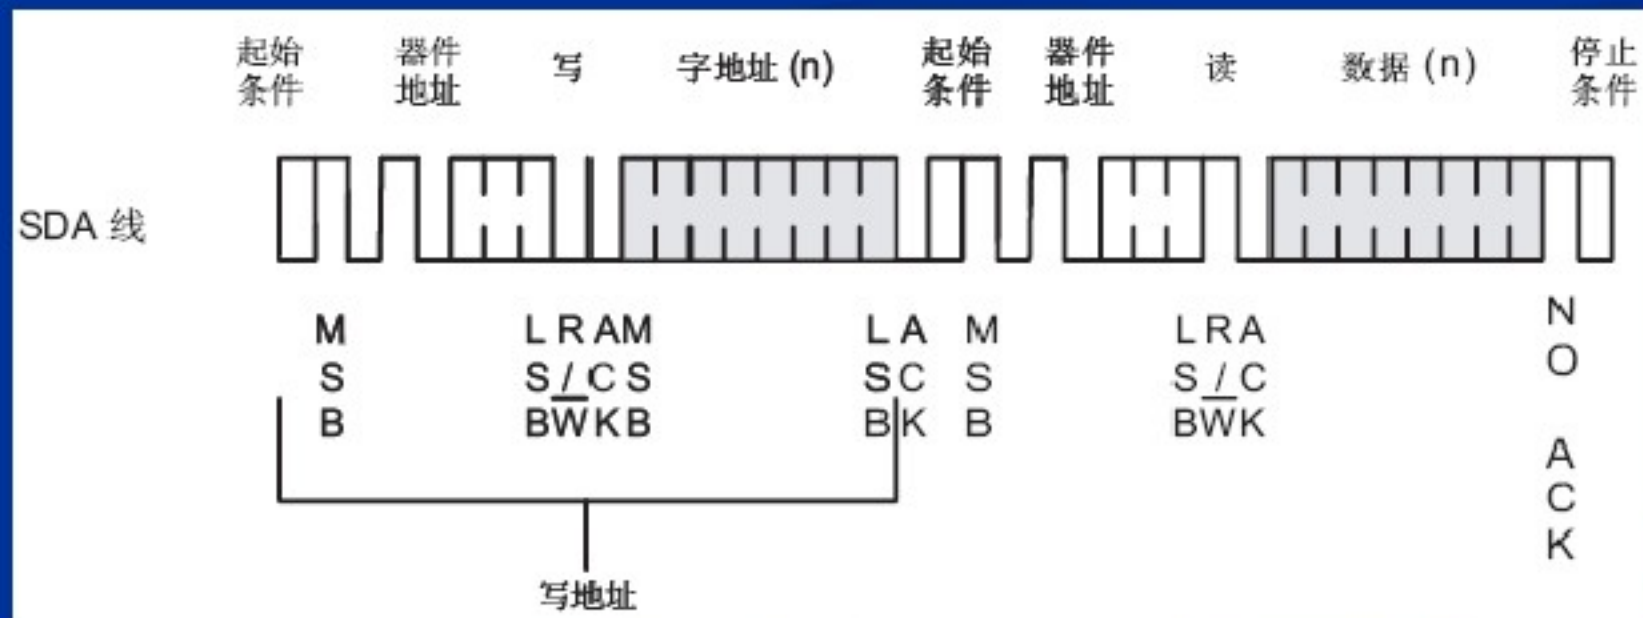 起始 器件 写 字地址 (n) 起始 器件 读 数据 (n) 停止
条件 地址 条件 地址 条件
SDA 线
M L R A M L A M L R A N
S S / C S S C S S / C O
B B W K B B K B B W K
A
C
K
写地址